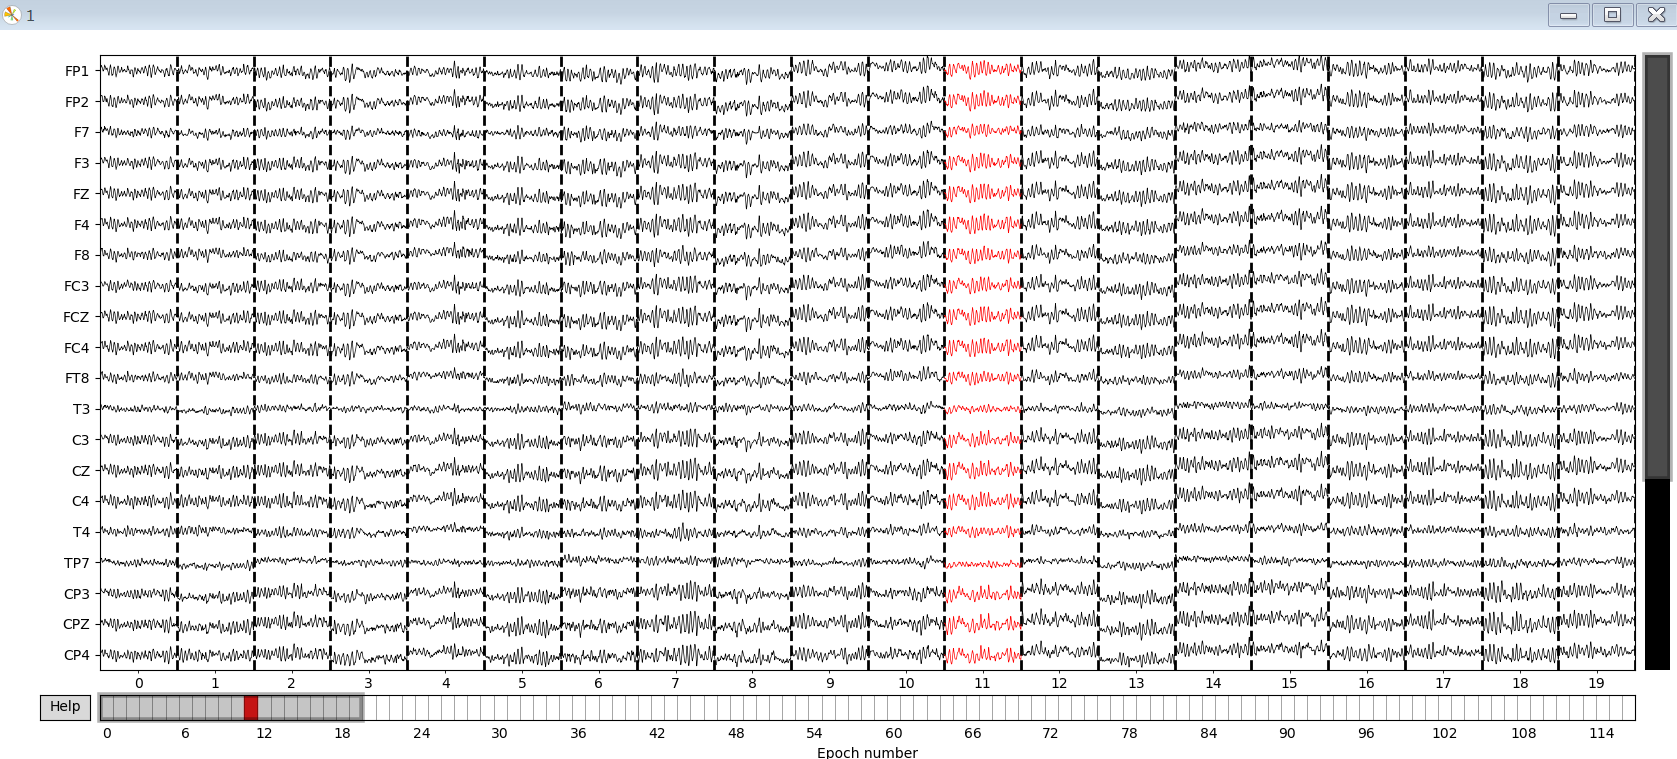 1
FP1
FP2
F7
F3
FZ
F4
F8
FC3
FCZ
FC4
FT8
T3
C3
CZ
C4
T4
TP7
CP3
CPZ
CP4
0 1 2 3 4 5 6 7 8 9 10 11 12 13 14 15 16 17 18 19
Help
0 6 12 18 24 30 36 42 48 54 60 66 72 78 84 90 96 102 108 114
Epoch number